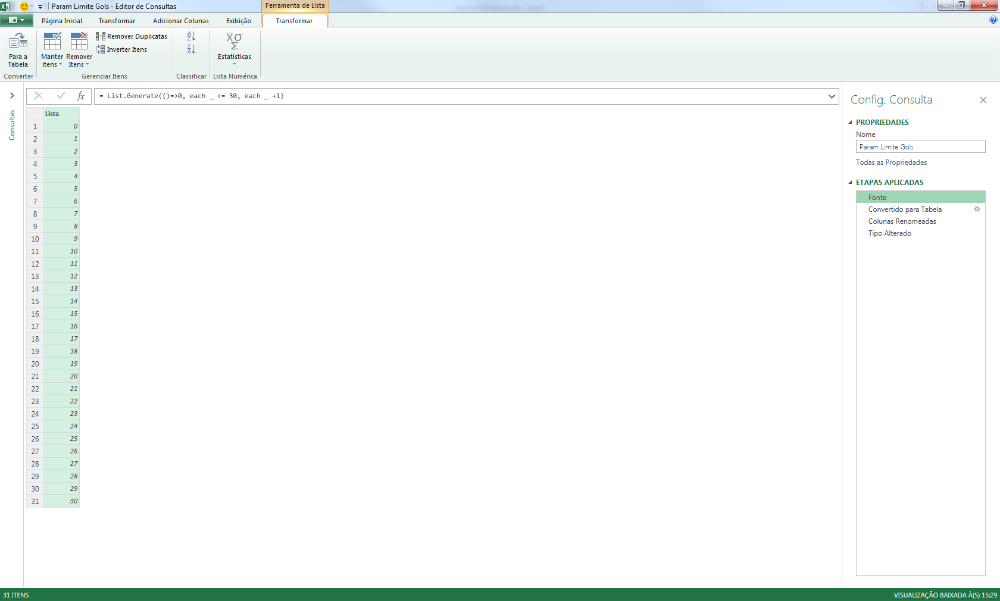 Param Limite Gols - Editor de Consultas
Ferramenta de Lista
Página Inicial
Transformar
Adicionar Colunas
Exibição
Transformar
Para a
Tabela
Converter
Manter
itens
Remover
Itens
Remover Duplicatas
Inverter Itens
Gerenciar Itens
A
Z
Z
A
Classificar
X̅σ
Σ
Estatísticas
Lista Numérica
Consultas
fx
= List.Generate(()=>0, each _ <= 30, each _ +1)
Lista
1 0
2 1
3 2
4 3
5 4
6 5
7 6
8 7
9 8
10 9
11 10
12 11
13 12
14 13
15 14
16 15
17 16
18 17
19 18
20 19
21 20
22 21
23 22
24 23
25 24
26 25
27 26
28 27
29 28
30 29
31 30
Config. Consulta
PROPRIEDADES
Nome
Param Limite Gols
Todas as Propriedades
ETAPAS APLICADAS
Fonte
Convertido para Tabela
Colunas Renomeadas
Tipo Alterado
31 ITENS
VISUALIZAÇÃO BAIXADA À(S) 15:29